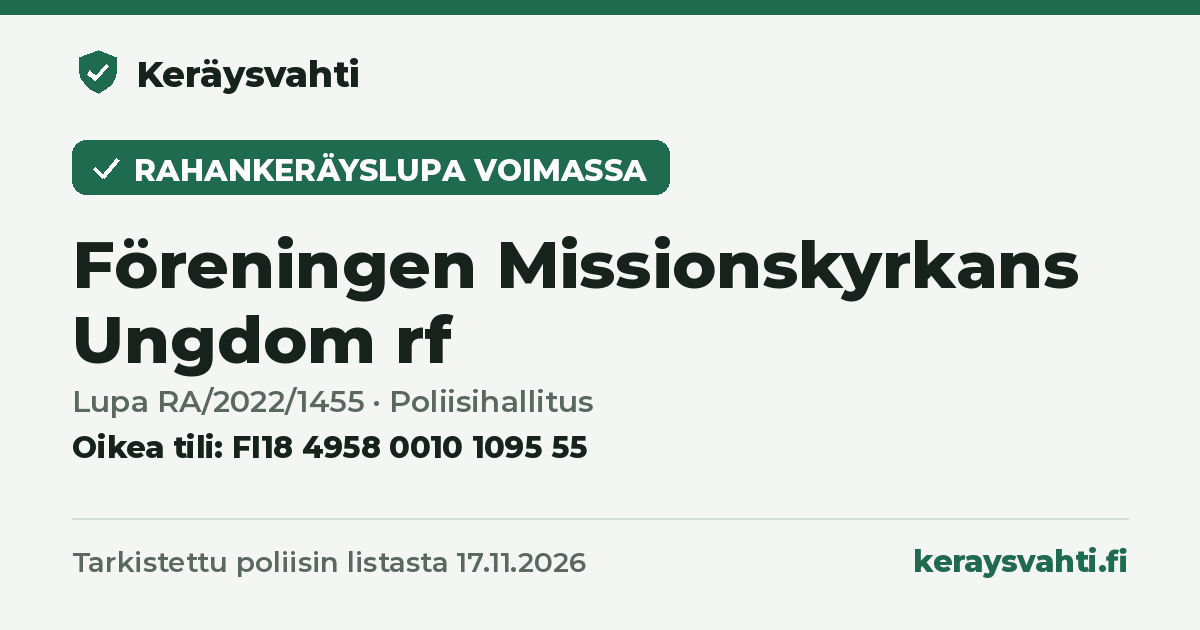 Keräysvahti
RAHANKERÄYSLUPA VOIMASSA
Föreningen Missionskyrkans
Ungdom rf
Lupa RA/2022/1455 · Poliisihallitus
Oikea tili: FI18 4958 0010 1095 55
Tarkistettu poliisin listasta 17.11.2026
keraysvahti.fi